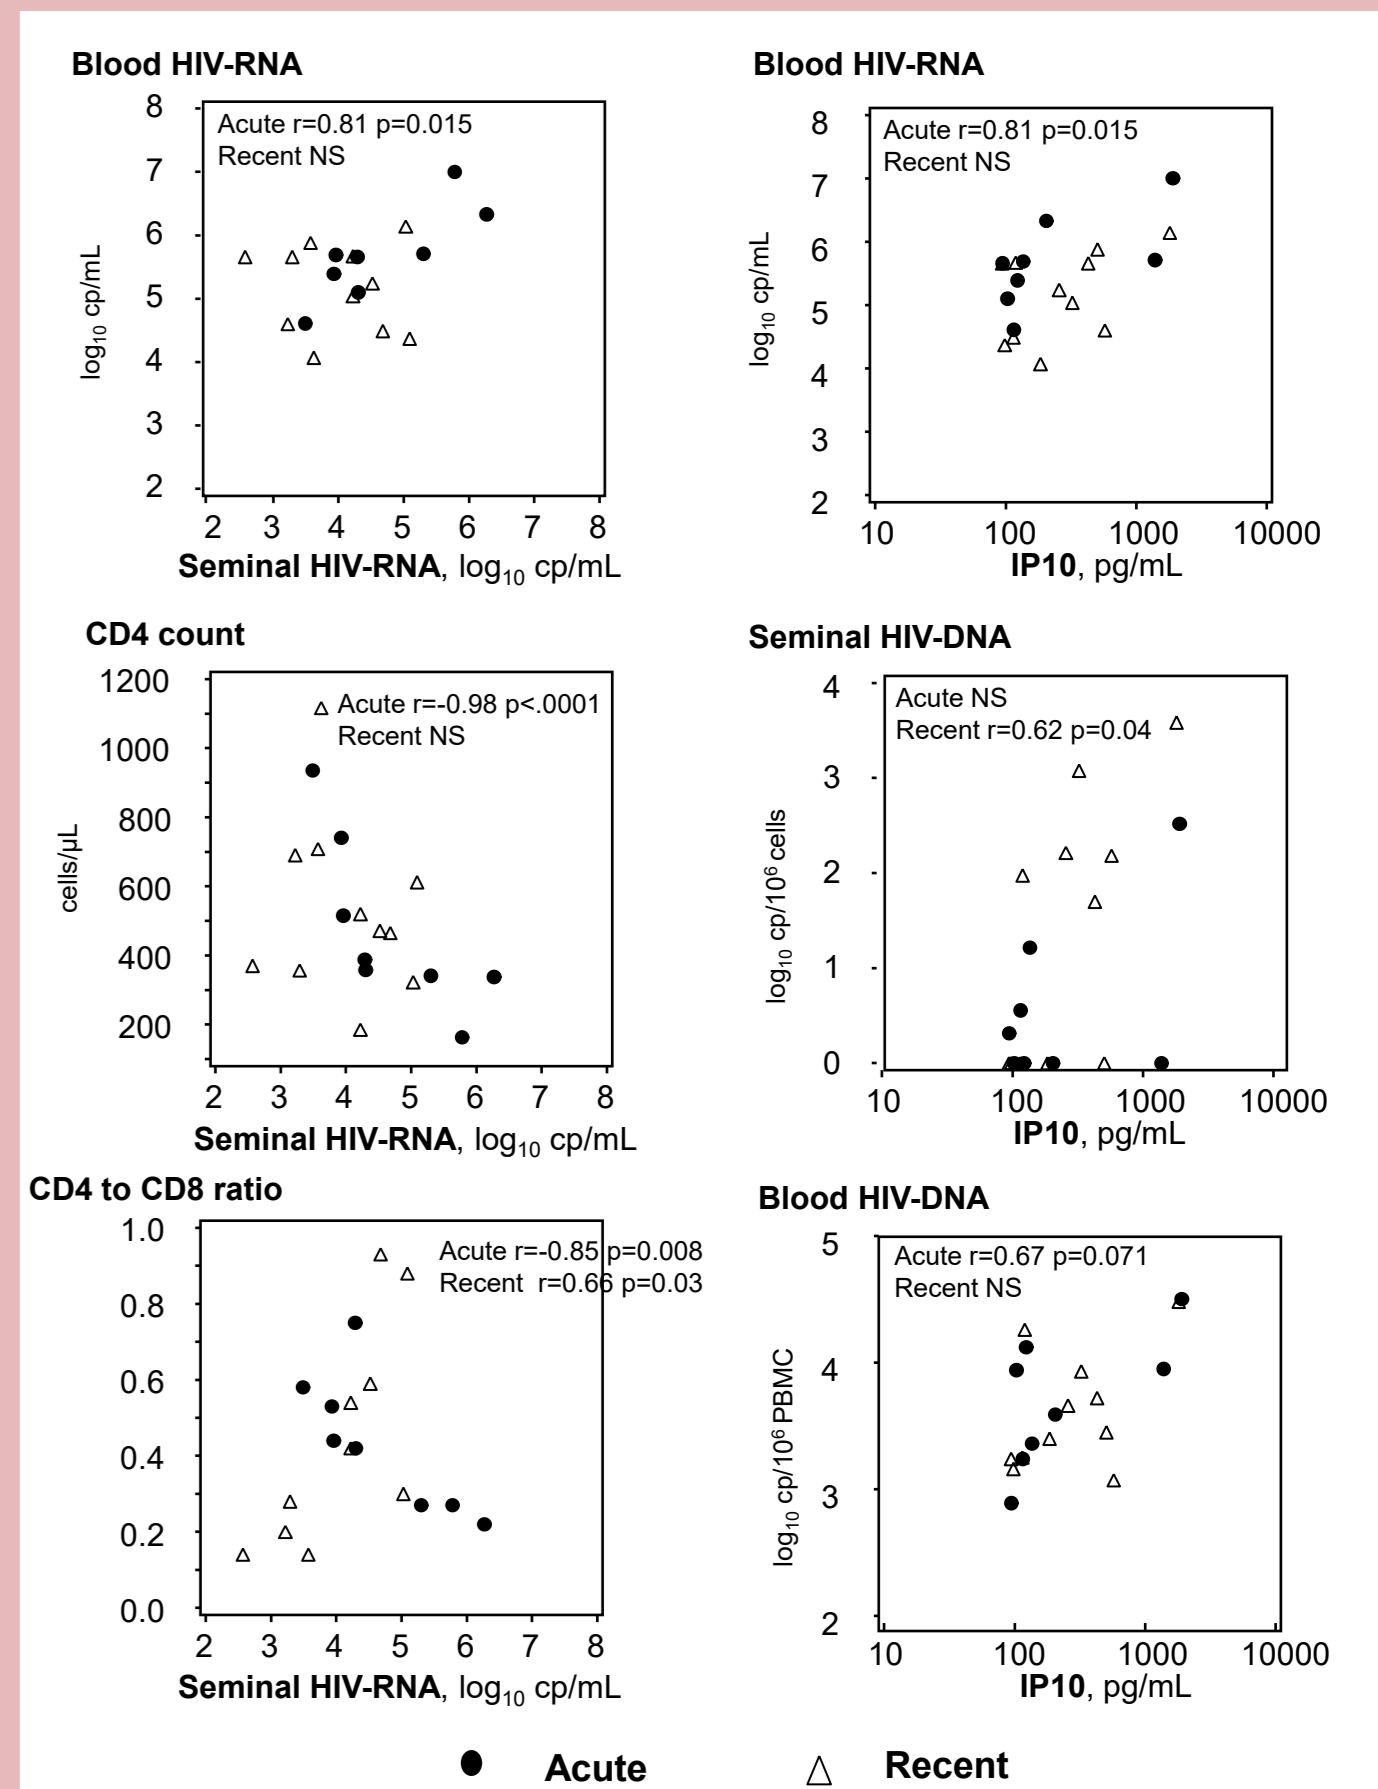 Blood HIV-RNA
8
7
6
5
4
3
2
log10 cp/mL
Acute r=0.81 p=0.015
Recent NS
2 3 4 5 6 7 8
Seminal HIV-RNA, log10 cp/mL
Blood HIV-RNA
8
7
6
5
4
3
2
log10 cp/mL
Acute r=0.81 p=0.015
Recent NS
10 100 1000 10000
IP10, pg/mL
CD4 count
1200
1000
800
600
400
200
cells/µL
Acute r=-0.98 p<.0001
Recent NS
2 3 4 5 6 7 8
Seminal HIV-RNA, log10 cp/mL
Seminal HIV-DNA
4
3
2
1
0
log10 cp/10⁶ cells
Acute NS
Recent r=0.62 p=0.04
10 100 1000 10000
IP10, pg/mL
CD4 to CD8 ratio
1.0
0.8
0.6
0.4
0.2
0.0
Acute r=-0.85 p=0.008
Recent r=0.66 p=0.03
2 3 4 5 6 7 8
Seminal HIV-RNA, log10 cp/mL
Blood HIV-DNA
5
4
3
2
log10 cp/10⁶ PBMC
Acute r=0.67 p=0.071
Recent NS
10 100 1000 10000
IP10, pg/mL
Acute Recent